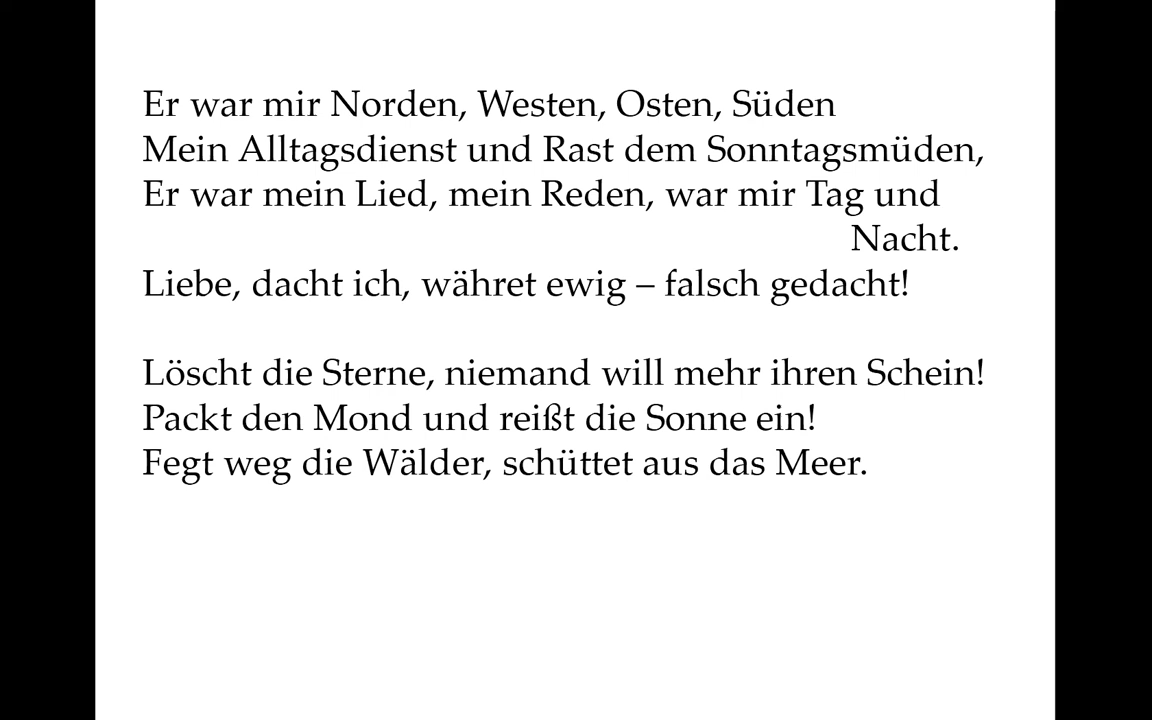 Er war mir Norden, Westen, Osten, Süden
Mein Alltagsdienst und Rast dem Sonntagsmüden,
Er war mein Lied, mein Reden, war mir Tag und
Nacht.
Liebe, dacht ich, währet ewig – falsch gedacht!
Löscht die Sterne, niemand will mehr ihren Schein!
Packt den Mond und reißt die Sonne ein!
Fegt weg die Wälder, schüttet aus das Meer.